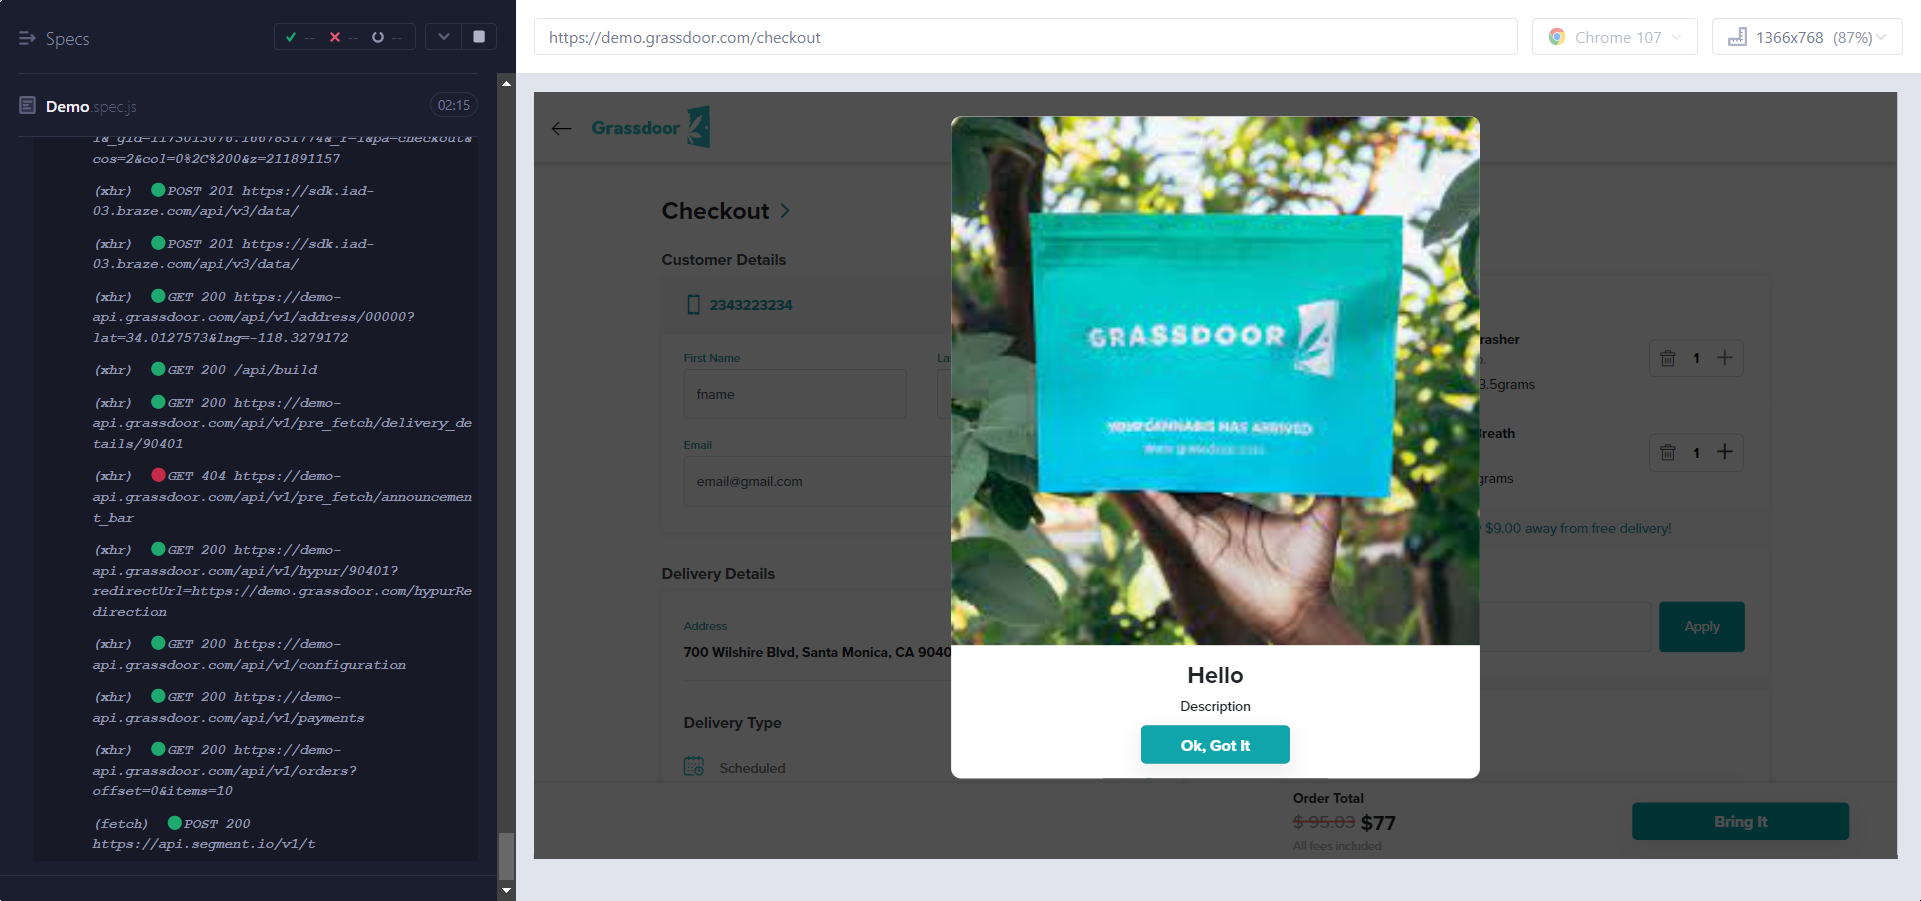 Specs
--
--
--
Demo.spec.js
02:15
1&_gid=1173013076.1667831774&_r=1&pa=checkout&
cos=2&col=0%2C%200&z=211891157
(xhr) POST 201 https://sdk.iad-
03.braze.com/api/v3/data/
(xhr) POST 201 https://sdk.iad-
03.braze.com/api/v3/data/
(xhr) GET 200 https://demo-
api.grassdoor.com/api/v1/address/00000?
lat=34.0127573&lng=-118.3279172
(xhr) GET 200 /api/build
(xhr) GET 200 https://demo-
api.grassdoor.com/api/v1/pre_fetch/delivery_de
tails/90401
(xhr) GET 404 https://demo-
api.grassdoor.com/api/v1/pre_fetch/announcemen
t_bar
(xhr) GET 200 https://demo-
api.grassdoor.com/api/v1/hypur/90401?
redirectUrl=https://demo.grassdoor.com/hypurRe
direction
(xhr) GET 200 https://demo-
api.grassdoor.com/api/v1/configuration
(xhr) GET 200 https://demo-
api.grassdoor.com/api/v1/payments
(xhr) GET 200 https://demo-
api.grassdoor.com/api/v1/orders?
offset=0&items=10
(fetch) POST 200
https://api.segment.io/v1/t
https://demo.grassdoor.com/checkout
Chrome 107
1366x768 (87%)
Grassdoor
Checkout
Customer Details
2343223234
First Name
La
fname
Email
email@gmail.com
Delivery Details
Address
700 Wilshire Blvd, Santa Monica, CA 9040
Delivery Type
Scheduled
GRASSDOOR
YOUR CANNABIS HAS ARRIVED
www.grassdoor.com
Hello
Description
Ok, Got It
rasher
3.5grams
1
Breath
grams
1
$9.00 away from free delivery!
Apply
Order Total
$ 95.03 $77
All fees included
Bring It